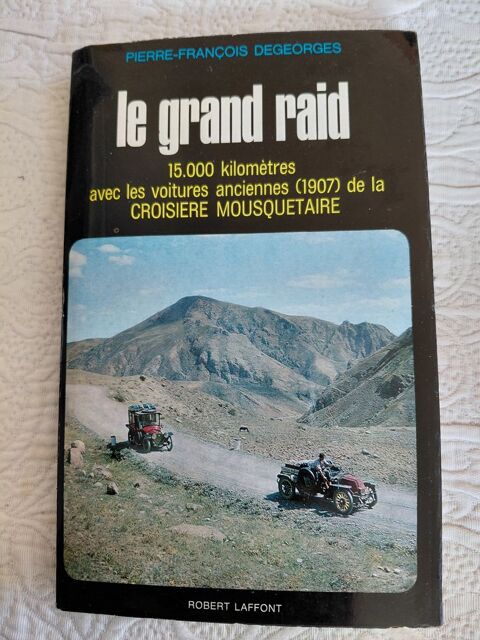 PIERRE-FRANÇOIS DEGEORGES
le grand raid
15.000 kilomètres
avec les voitures anciennes (1907) de la
CROISIERE MOUSQUETAIRE
ROBERT LAFFONT